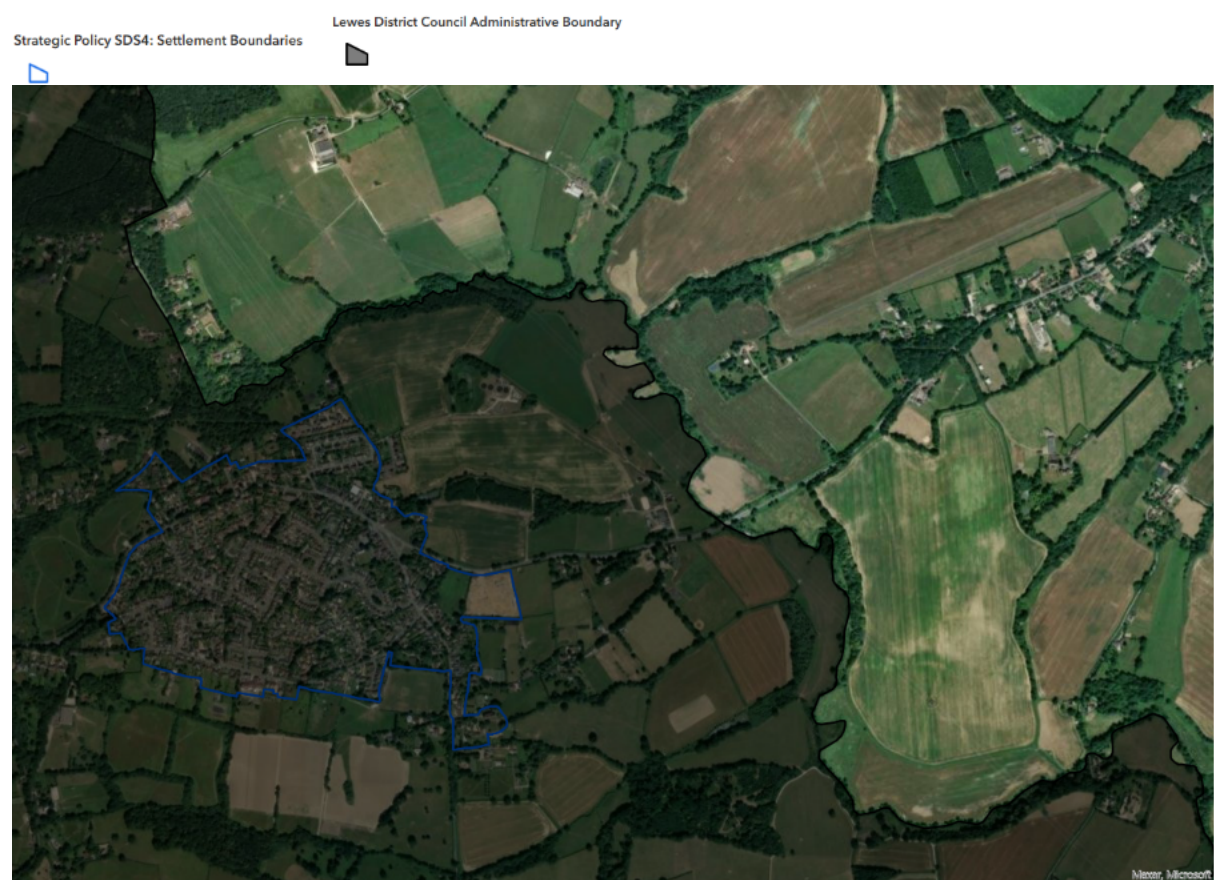 Lewes District Council Administrative Boundary
Strategic Policy SDS4: Settlement Boundaries
Maxar, Microsoft